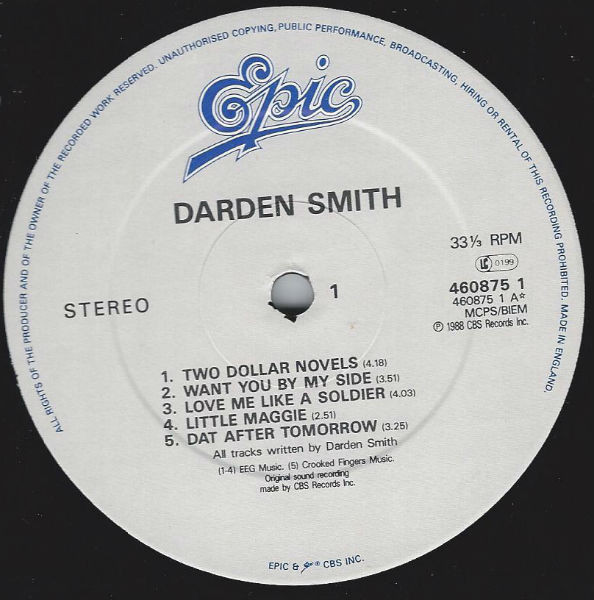 ALL RIGHTS OF THE PRODUCER AND OF THE OWNER OF THE RECORDED WORK RESERVED. UNAUTHORISED COPYING, PUBLIC PERFORMANCE, BROADCASTING, HIRING OR RENTAL OF THIS RECORDING PROHIBITED. MADE IN ENGLAND.
Epic
DARDEN SMITH
33⅓ RPM
LC 0199
STEREO
1
460875 1
460875 1 A☆
MCPS/BIEM
℗ 1988 CBS Records Inc.
1. TWO DOLLAR NOVELS (4.18)
2. WANT YOU BY MY SIDE (3.51)
3. LOVE ME LIKE A SOLDIER (4.03)
4. LITTLE MAGGIE (2.51)
5. DAT AFTER TOMORROW (3.25)
All tracks written by Darden Smith
(1-4) EEG Music. (5) Crooked Fingers Music.
Original sound recording
made by CBS Records Inc.
EPIC & Epic ® CBS INC.